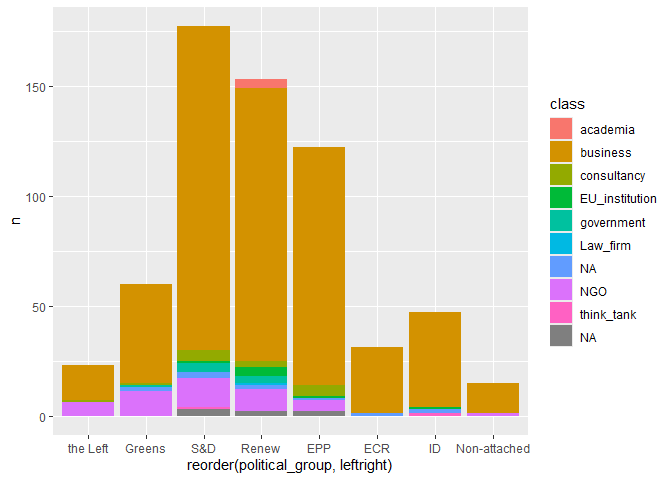 150
100
50
0
n
the Left Greens S&D Renew EPP ECR ID Non-attached
reorder(political_group, leftright)
class
academia
business
consultancy
EU_institution
government
Law_firm
NA
NGO
think_tank
NA